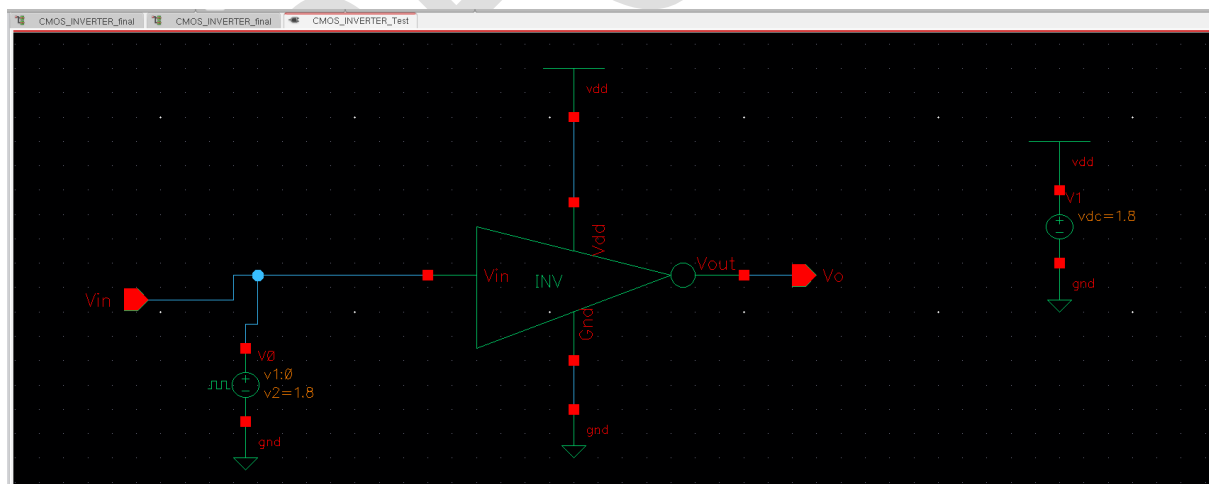 CMOS_INVERTER_final
CMOS_INVERTER_final
CMOS_INVERTER_Test
vdd
vdd
V1
vdc=1.8
Vdd
Vin
Vin
INV
Vout
Vo
gnd
Gnd
V0
v1:0
v2=1.8
gnd
gnd